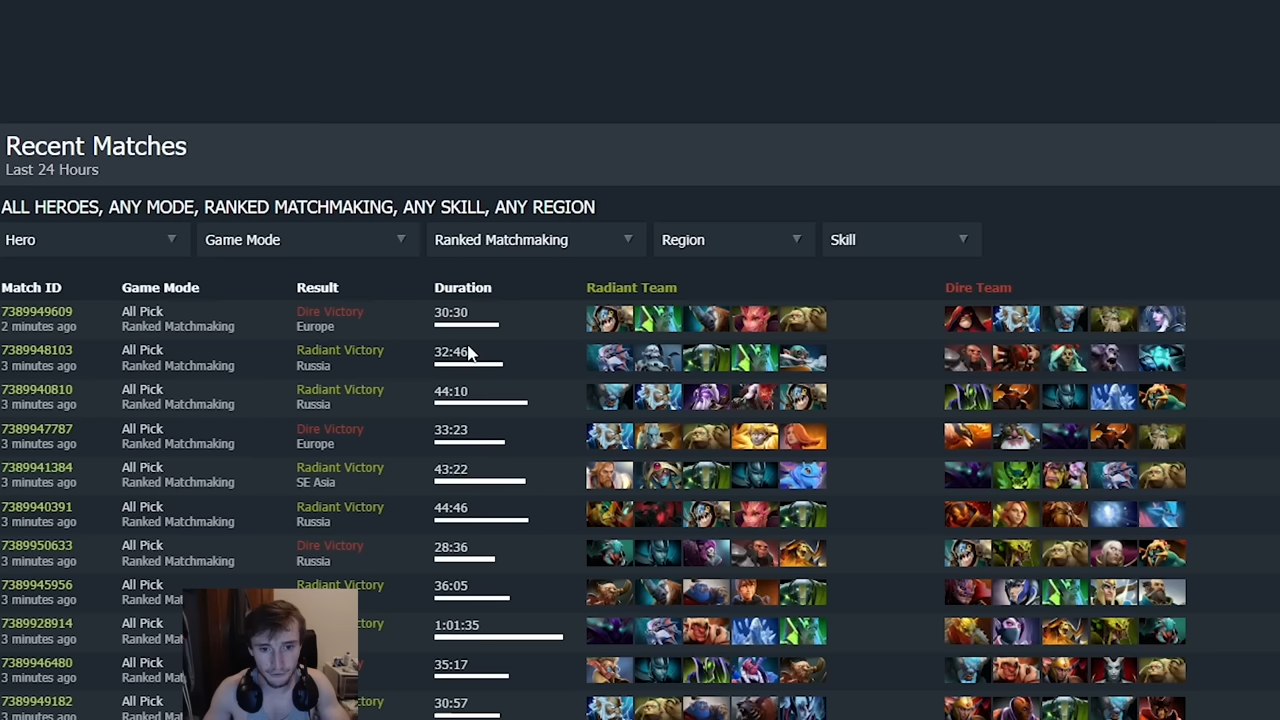 Recent Matches
Last 24 Hours
ALL HEROES, ANY MODE, RANKED MATCHMAKING, ANY SKILL, ANY REGION
Hero Game Mode Ranked Matchmaking Region Skill
Match ID Game Mode Result Duration Radiant Team Dire Team
7389949609 All Pick Dire Victory 30:30
2 minutes ago Ranked Matchmaking Europe
7389948103 All Pick Radiant Victory 32:46
3 minutes ago Ranked Matchmaking Russia
7389940810 All Pick Radiant Victory 44:10
3 minutes ago Ranked Matchmaking Russia
7389947787 All Pick Dire Victory 33:23
3 minutes ago Ranked Matchmaking Europe
7389941384 All Pick Radiant Victory 43:22
3 minutes ago Ranked Matchmaking SE Asia
7389940391 All Pick Radiant Victory 44:46
3 minutes ago Ranked Matchmaking Russia
7389950633 All Pick Dire Victory 28:36
3 minutes ago Ranked Matchmaking Russia
7389945956 All Pick Radiant Victory 36:05
3 minutes ago Ranked
7389928914 All Pick 1:01:35
3 minutes ago Ranked
7389946480 All Pick 35:17
3 minutes ago Ranked
7389949182 All Pick 30:57
3 minutes ago Ranked